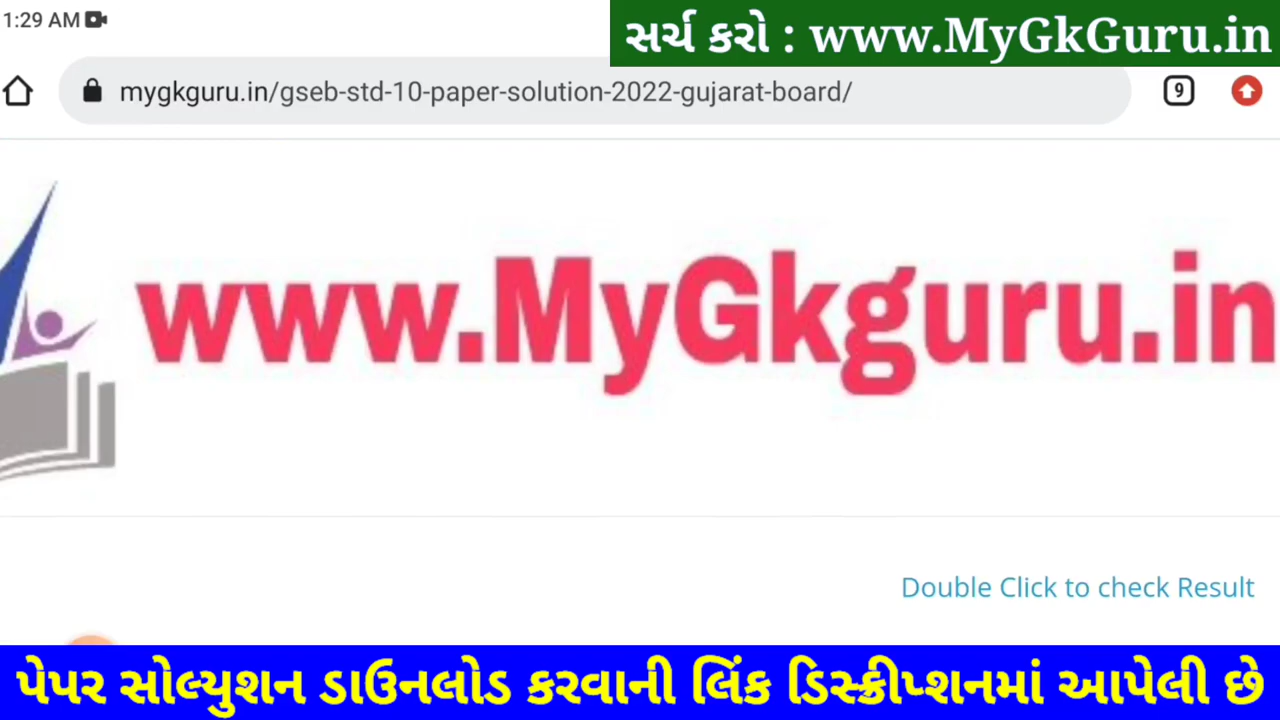 1:29 AM
સર્ચ કરો : www.MyGkGuru.in
mygkguru.in/gseb-std-10-paper-solution-2022-gujarat-board/
9
www.MyGkguru.in
Double Click to check Result
પેપર સોલ્યુશન ડાઉનલોડ કરવાની લિંક ડિસ્ક્રીપ્શનમાં આપેલી છે